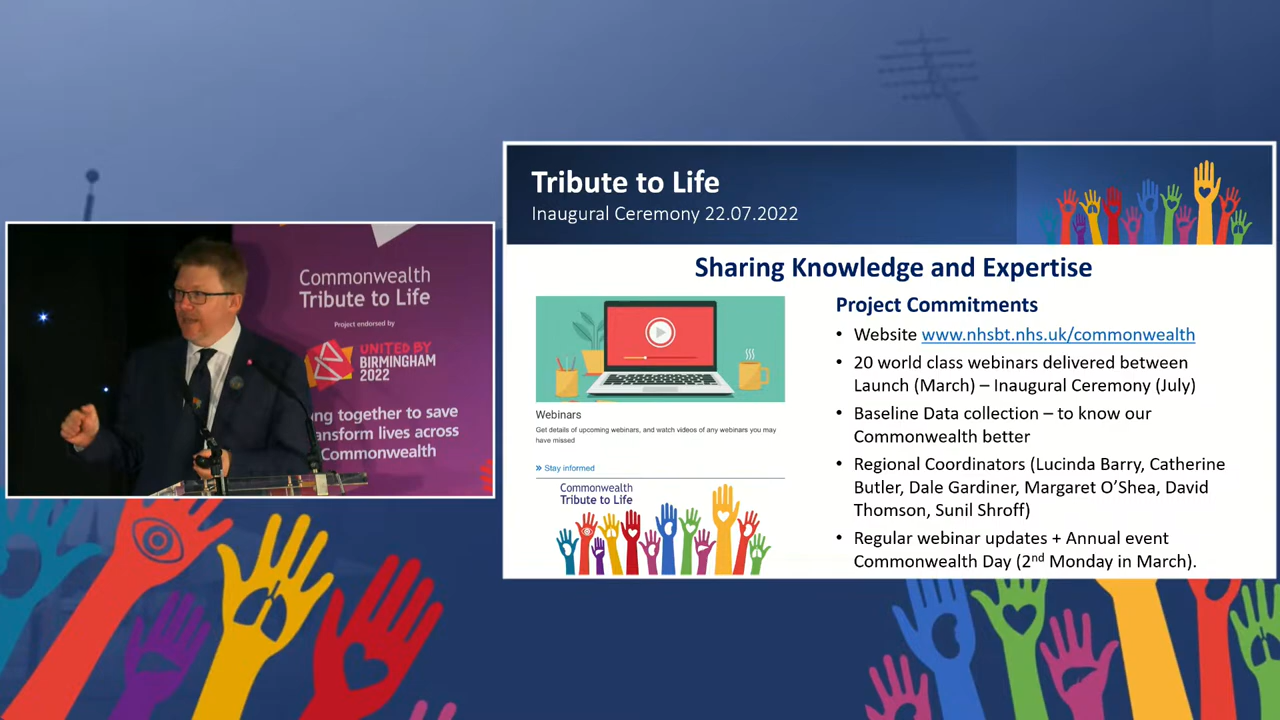 Commonwealth
Tribute to Life
Project endorsed by
UNITED BY
BIRMINGHAM
2022
together to save
lives across
Commonwealth
Tribute to Life
Inaugural Ceremony 22.07.2022
Sharing Knowledge and Expertise
Webinars
Get details of upcoming webinars, and watch videos of any webinars you may
have missed
» Stay informed
Commonwealth
Tribute to Life
Project Commitments
• Website www.nhsbt.nhs.uk/commonwealth
• 20 world class webinars delivered between
Launch (March) – Inaugural Ceremony (July)
• Baseline Data collection – to know our
Commonwealth better
• Regional Coordinators (Lucinda Barry, Catherine
Butler, Dale Gardiner, Margaret O’Shea, David
Thomson, Sunil Shroff)
• Regular webinar updates + Annual event
Commonwealth Day (2nd Monday in March).